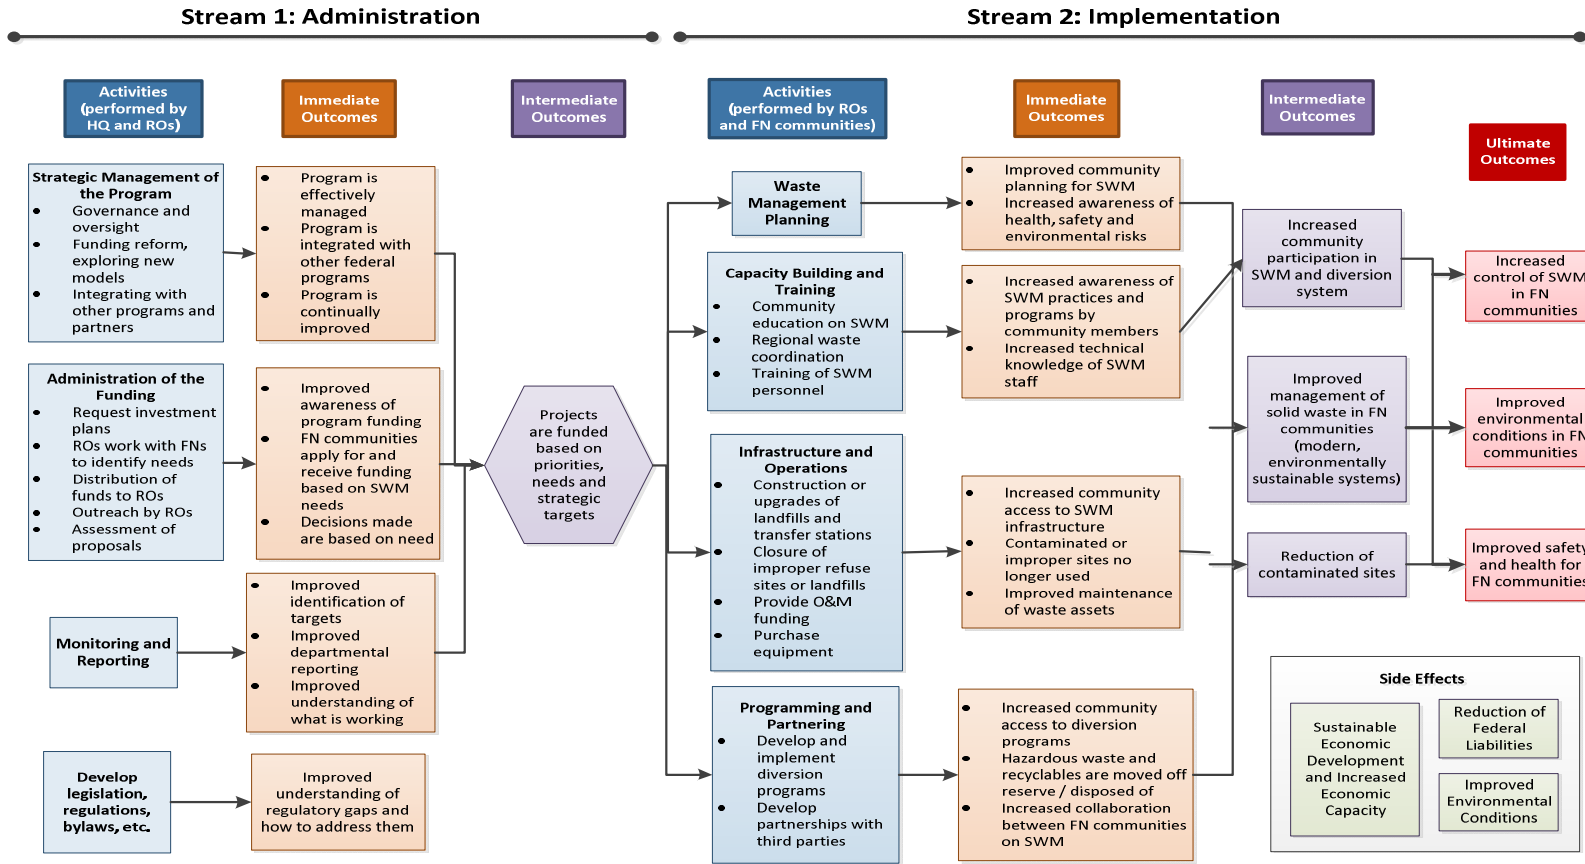 Stream 1: Administration
Stream 2: Implementation
Activities
(performed by
HQ and ROs)
Immediate
Outcomes
Intermediate
Outcomes
Activities
(performed by ROs
and FN communities)
Immediate
Outcomes
Intermediate
Outcomes
Ultimate
Outcomes
Strategic Management of
the Program
• Governance and
oversight
• Funding reform,
exploring new
models
• Integrating with
other programs and
partners
• Program is
effectively
managed
• Program is
integrated with
other federal
programs
• Program is
continually
improved
Administration of the
Funding
• Request investment
plans
• ROs work with FNs
to identify needs
• Distribution of
funds to ROs
• Outreach by ROs
• Assessment of
proposals
• Improved
awareness of
program funding
• FN communities
apply for and
receive funding
based on SWM
needs
• Decisions made
are based on need
Monitoring and
Reporting
• Improved
identification of
targets
• Improved
departmental
reporting
• Improved
understanding of
what is working
Develop
legislation,
regulations,
bylaws, etc.
Improved
understanding of
regulatory gaps and
how to address them
Projects
are funded
based on
priorities,
needs and
strategic
targets
Waste
Management
Planning
• Improved community
planning for SWM
• Increased awareness of
health, safety and
environmental risks
Capacity Building and
Training
• Community
education on SWM
• Regional waste
coordination
• Training of SWM
personnel
• Increased awareness of
SWM practices and
programs by
community members
• Increased technical
knowledge of SWM
staff
Infrastructure and
Operations
• Construction or
upgrades of
landfills and
transfer stations
• Closure of
improper refuse
sites or landfills
• Provide O&M
funding
• Purchase
equipment
• Increased community
access to SWM
infrastructure
• Contaminated or
improper sites no
longer used
• Improved maintenance
of waste assets
Programming and
Partnering
• Develop and
implement
diversion
programs
• Develop
partnerships with
third parties
• Increased community
access to diversion
programs
• Hazardous waste and
recyclables are moved off
reserve / disposed of
• Increased collaboration
between FN communities
on SWM
Increased
community
participation in
SWM and diversion
system
Improved
management of
solid waste in FN
communities
(modern,
environmentally
sustainable systems)
Reduction of
contaminated sites
Increased
control of SWM
in FN
communities
Improved
environmental
conditions in FN
communities
Improved safety
and health for
FN communities
Side Effects
Sustainable
Economic
Development
and Increased
Economic
Capacity
Reduction of
Federal
Liabilities
Improved
Environmental
Conditions